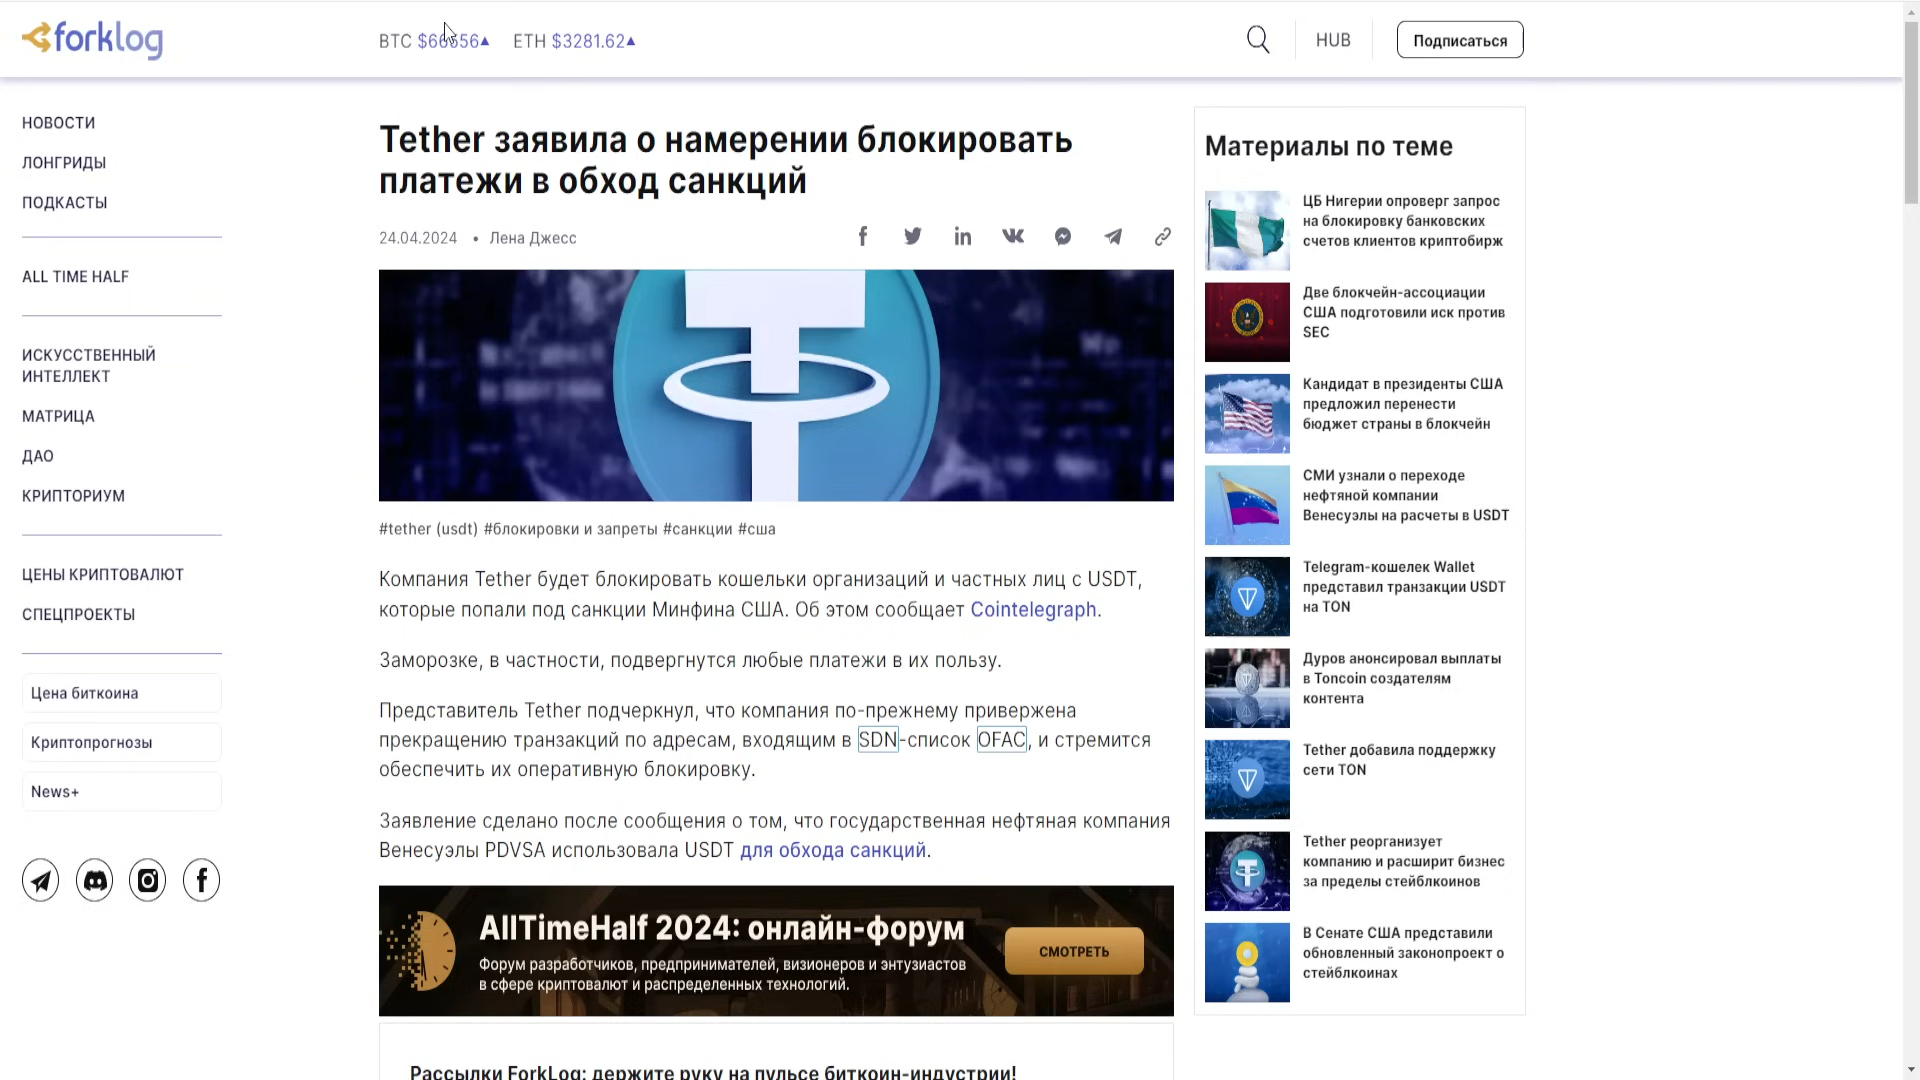 forklog
BTC $66556▲ ETH $3281.62▲
HUB
Подписаться
НОВОСТИ
ЛОНГРИДЫ
ПОДКАСТЫ
ALL TIME HALF
ИСКУССТВЕННЫЙ
ИНТЕЛЛЕКТ
МАТРИЦА
ДАО
КРИПТОРИУМ
ЦЕНЫ КРИПТОВАЛЮТ
СПЕЦПРОЕКТЫ
Цена биткоина
Криптопрогнозы
News+
Tether заявила о намерении блокировать
платежи в обход санкций
24.04.2024 • Лена Джесс
#tether (usdt) #блокировки и запреты #санкции #сша
Компания Tether будет блокировать кошельки организаций и частных лиц с USDT,
которые попали под санкции Минфина США. Об этом сообщает Cointelegraph.
Заморозке, в частности, подвергнутся любые платежи в их пользу.
Представитель Tether подчеркнул, что компания по-прежнему привержена
прекращению транзакций по адресам, входящим в SDN-список OFAC, и стремится
обеспечить их оперативную блокировку.
Заявление сделано после сообщения о том, что государственная нефтяная компания
Венесуэлы PDVSA использовала USDT для обхода санкций.
AllTimeHalf 2024: онлайн-форум
Форум разработчиков, предпринимателей, визионеров и энтузиастов
в сфере криптовалют и распределенных технологий.
СМОТРЕТЬ
Рассылки ForkLog: держите руку на пульсе биткоин-индустрии!
Материалы по теме
ЦБ Нигерии опроверг запрос
на блокировку банковских
счетов клиентов криптобирж
Две блокчейн-ассоциации
США подготовили иск против
SEC
Кандидат в президенты США
предложил перенести
бюджет страны в блокчейн
СМИ узнали о переходе
нефтяной компании
Венесуэлы на расчеты в USDT
Telegram-кошелек Wallet
представил транзакции USDT
на TON
Дуров анонсировал выплаты
в Toncoin создателям
контента
Tether добавила поддержку
сети TON
Tether реорганизует
компанию и расширит бизнес
за пределы стейблкоинов
В Сенате США представили
обновленный законопроект о
стейблкоинах